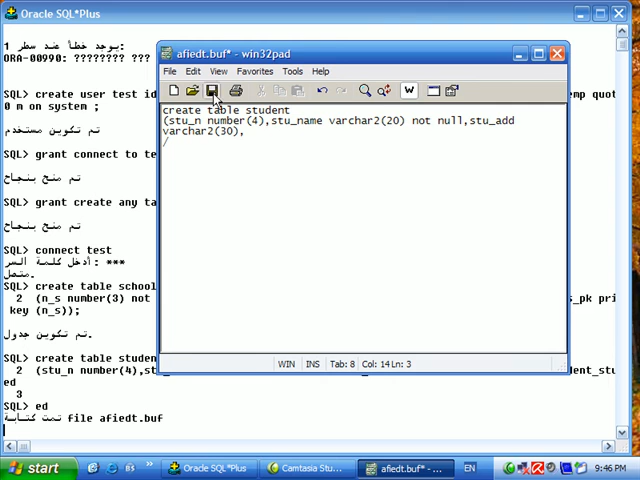 Oracle SQL*Plus
يوجد خطأ عند سطر 1:
ORA-00990: ???????? ???
SQL> create user test id
emp quot
0 m on system ;
تم تكوين مستخدم
SQL> grant connect to te
تم منح بنجاح
SQL> grant create any ta
تم منح بنجاح
SQL> connect test
أدخل كلمة السر: ***
متصل.
SQL> create table school
2 (n_s number(3) not
s_pk pri
key (n_s));
تم تكوين جدول.
SQL> create table studen
2 (stu_n number(4),st
student_stu
ed
3
SQL> ed
تمت كتابة file afiedt.buf
afiedt.buf* - win32pad
File Edit View Favorites Tools Help
W
create table student
(stu_n number(4),stu_name varchar2(20) not null,stu_add
varchar2(30),
/
WIN INS Tab: 8 Col: 14 Ln: 3
start
Oracle SQL*Plus
Camtasia Stu...
afiedt.buf* - ...
EN
9:46 PM